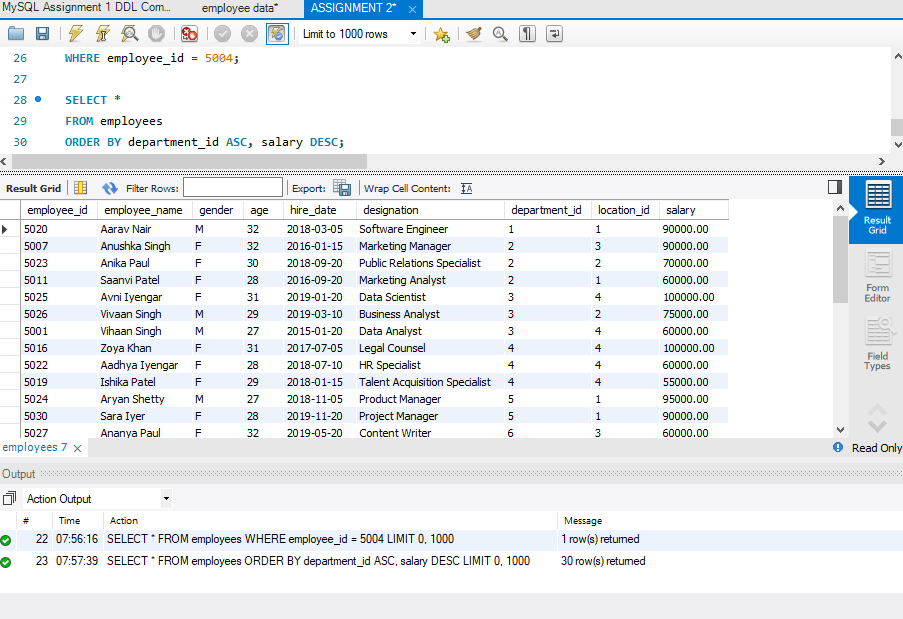 MySQL Assignment 1 DDL Com... employee data* ASSIGNMENT 2*
Limit to 1000 rows
26 WHERE employee_id = 5004;
27
28 SELECT *
29 FROM employees
30 ORDER BY department_id ASC, salary DESC;
Result Grid Filter Rows: Export: Wrap Cell Content:
employee_id employee_name gender age hire_date designation department_id location_id salary
5020 Aarav Nair M 32 2018-03-05 Software Engineer 1 1 90000.00
5007 Anushka Singh F 32 2016-01-15 Marketing Manager 2 3 90000.00
5023 Anika Paul F 30 2018-09-20 Public Relations Specialist 2 2 70000.00
5011 Saanvi Patel F 28 2016-09-20 Marketing Analyst 2 1 60000.00
5025 Avni Iyengar F 31 2019-01-20 Data Scientist 3 4 100000.00
5026 Vivaan Singh M 29 2019-03-10 Business Analyst 3 2 75000.00
5001 Vihaan Singh M 27 2015-01-20 Data Analyst 3 4 60000.00
5016 Zoya Khan F 31 2017-07-05 Legal Counsel 4 4 100000.00
5022 Aadhya Iyengar F 28 2018-07-10 HR Specialist 4 4 60000.00
5019 Ishika Patel F 29 2018-01-15 Talent Acquisition Specialist 4 4 55000.00
5024 Aryan Shetty M 27 2018-11-05 Product Manager 5 1 95000.00
5030 Sara Iyer F 28 2019-11-20 Project Manager 5 1 90000.00
5027 Ananya Paul F 32 2019-05-20 Content Writer 6 3 60000.00
Result
Grid
Form
Editor
Field
Types
employees 7 Read Only
Output
Action Output
# Time Action Message
22 07:56:16 SELECT * FROM employees WHERE employee_id = 5004 LIMIT 0, 1000 1 row(s) returned
23 07:57:39 SELECT * FROM employees ORDER BY department_id ASC, salary DESC LIMIT 0, 1000 30 row(s) returned